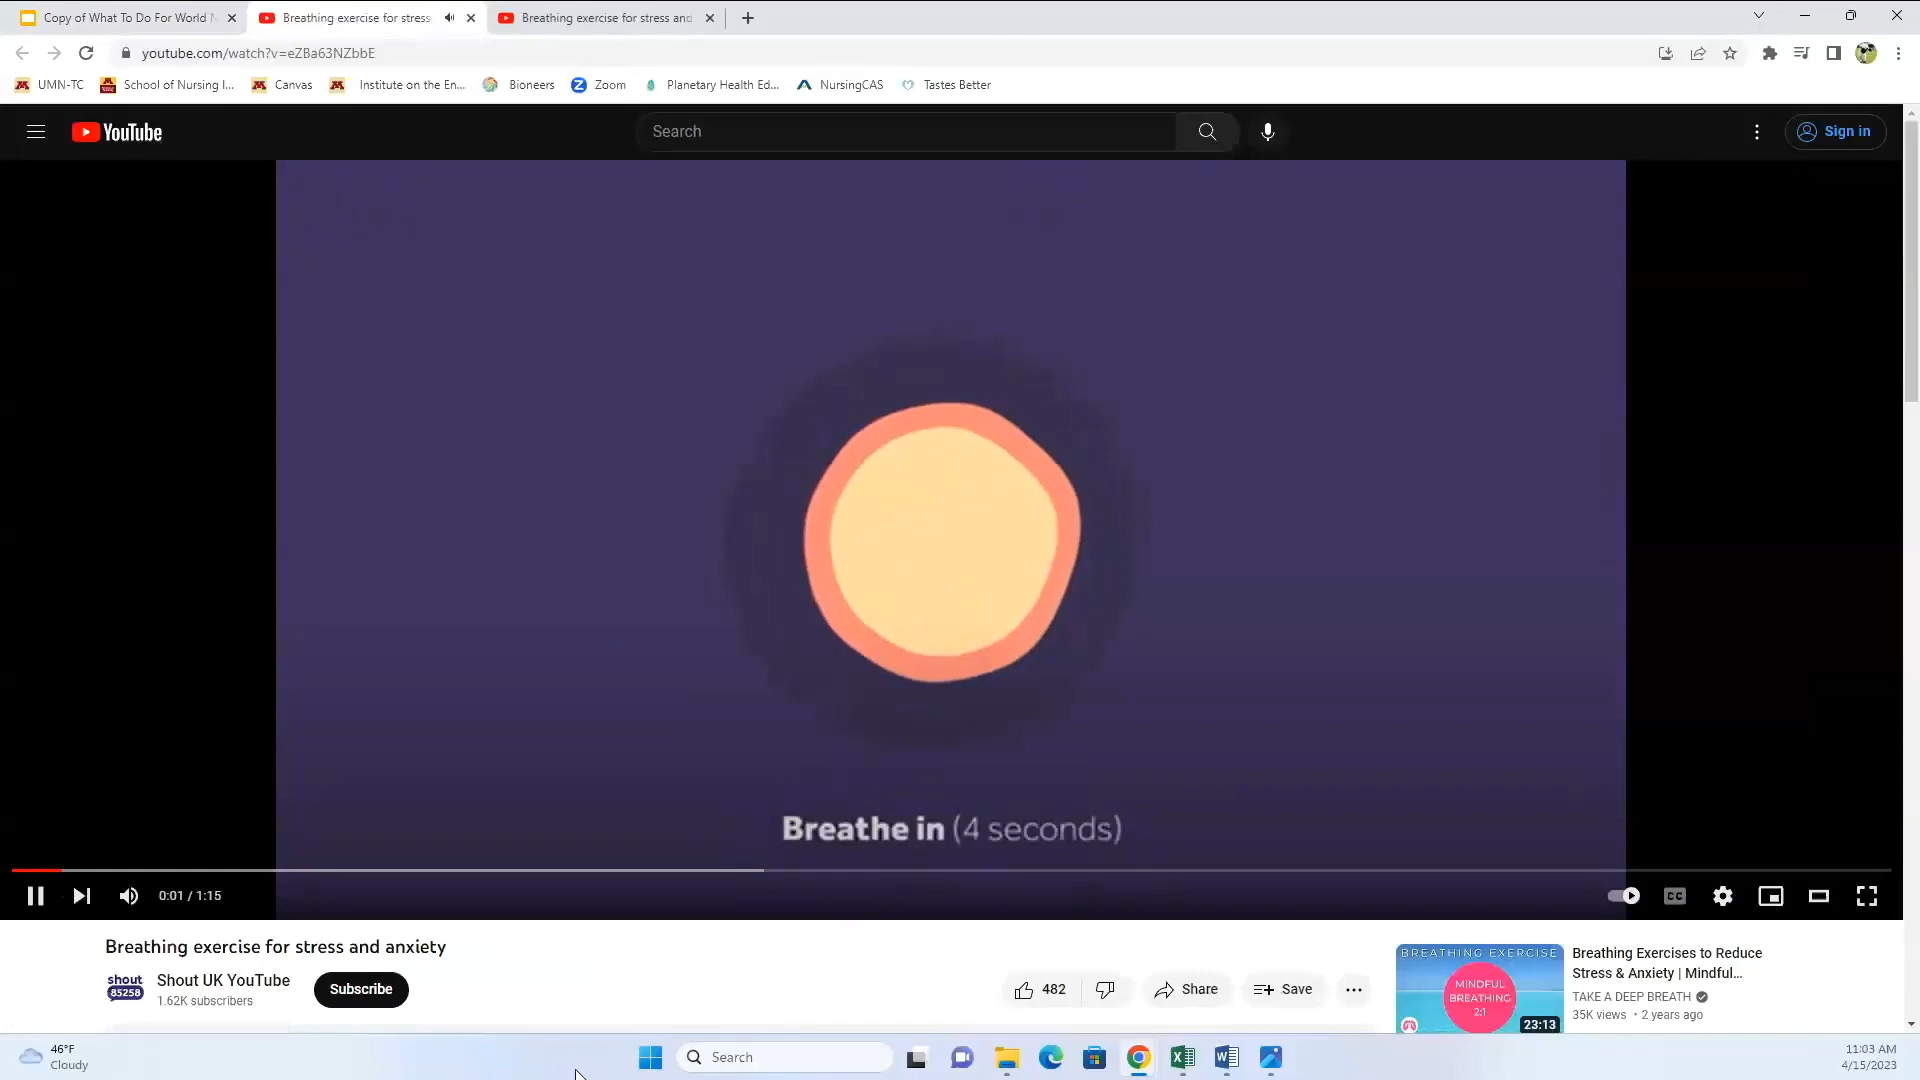 Copy of What To Do For World N
Breathing exercise for stress
Breathing exercise for stress and
youtube.com/watch?v=eZBa63NZbbE
UMN-TC
School of Nursing I...
Canvas
Institute on the En...
Bioneers
Zoom
Planetary Health Ed...
NursingCAS
Tastes Better
YouTube
Search
Sign in
Breathe in (4 seconds)
0:01 / 1:15
CC
Breathing exercise for stress and anxiety
shout
85258
Shout UK YouTube
1.62K subscribers
Subscribe
482
Share
Save
BREATHING EXERCISE
MINDFUL
BREATHING
2:1
23:13
Breathing Exercises to Reduce
Stress & Anxiety | Mindful...
TAKE A DEEP BREATH
35K views • 2 years ago
46°F
Cloudy
Search
11:03 AM
4/15/2023